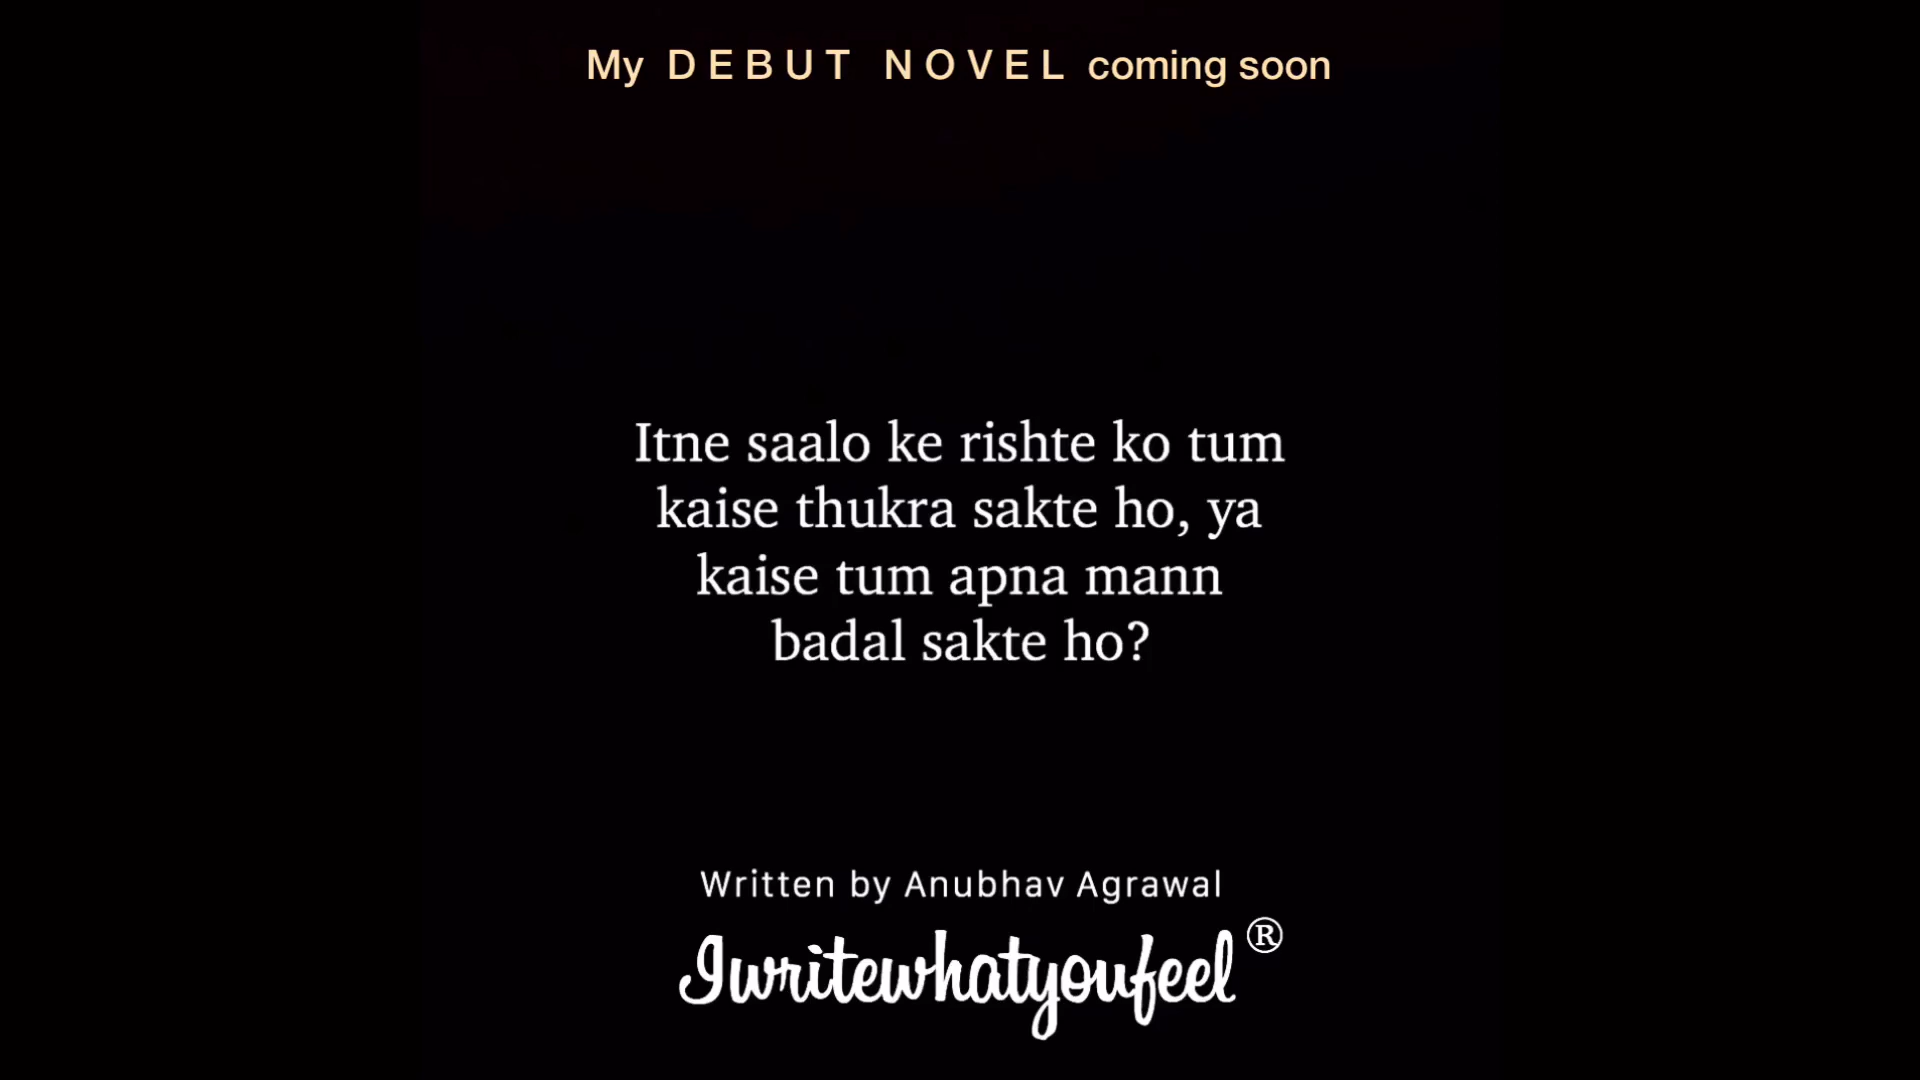 My DEBUT NOVEL coming soon
Itne saalo ke rishte ko tum
kaise thukra sakte ho, ya
kaise tum apna mann
badal sakte ho?
Written by Anubhav Agrawal
Iwritewhatyoufeel®